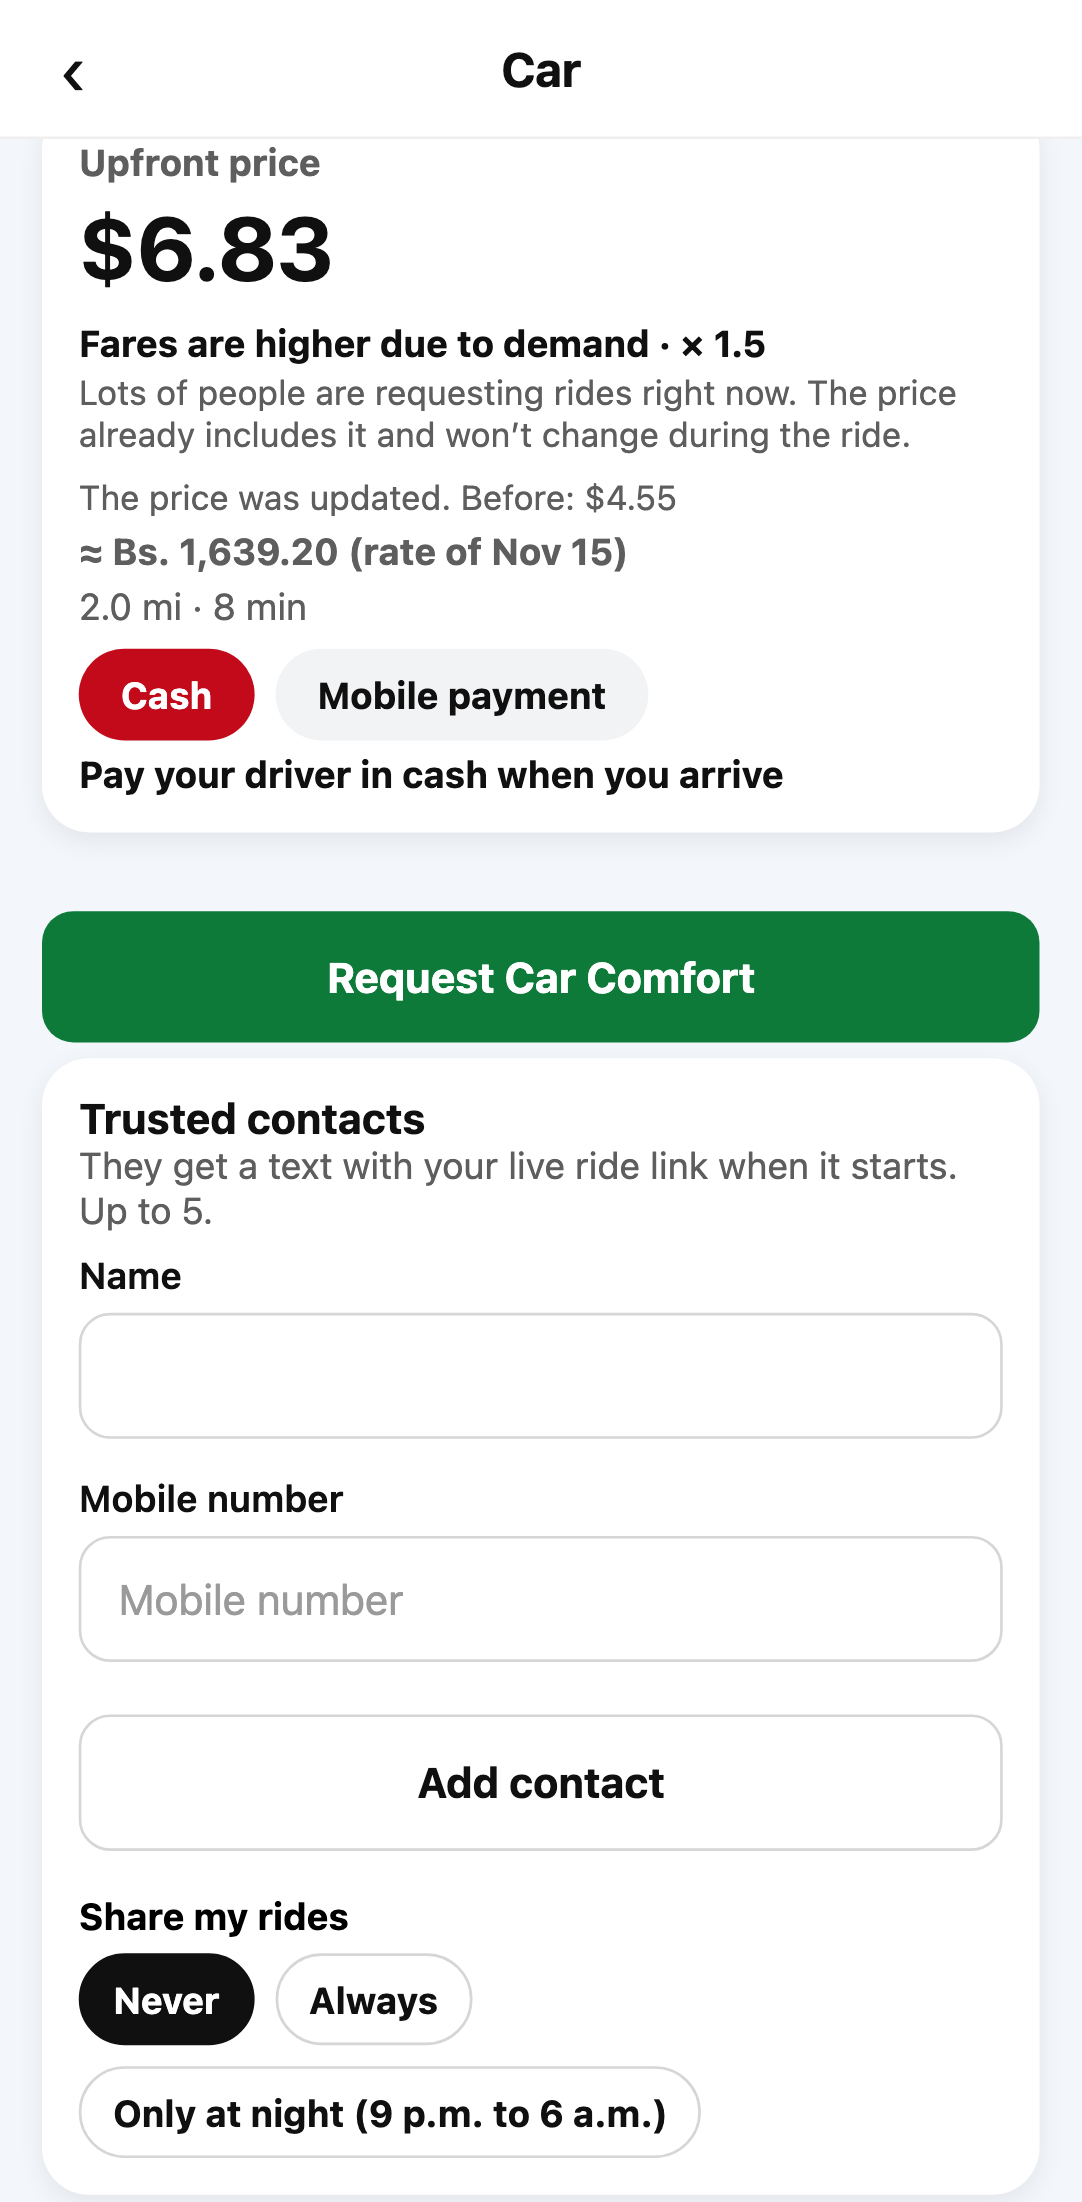 ‹
Car
Upfront price
$6.83
Fares are higher due to demand · × 1.5
Lots of people are requesting rides right now. The price
already includes it and won’t change during the ride.
The price was updated. Before: $4.55
≈ Bs. 1,639.20 (rate of Nov 15)
2.0 mi · 8 min
Cash
Mobile payment
Pay your driver in cash when you arrive
Request Car Comfort
Trusted contacts
They get a text with your live ride link when it starts.
Up to 5.
Name
Mobile number
Mobile number
Add contact
Share my rides
Never
Always
Only at night (9 p.m. to 6 a.m.)